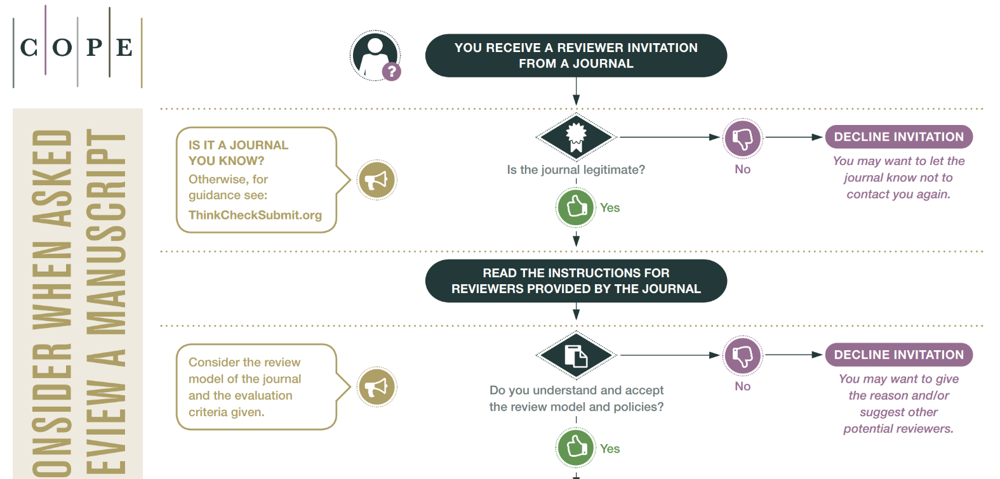 COPE
ONSIDER WHEN ASKED
EVIEW A MANUSCRIPT
?
YOU RECEIVE A REVIEWER INVITATION
FROM A JOURNAL
IS IT A JOURNAL
YOU KNOW?
Otherwise, for
guidance see:
ThinkCheckSubmit.org
Is the journal legitimate?
No
DECLINE INVITATION
You may want to let the
journal know not to
contact you again.
Yes
READ THE INSTRUCTIONS FOR
REVIEWERS PROVIDED BY THE JOURNAL
Consider the review
model of the journal
and the evaluation
criteria given.
Do you understand and accept
the review model and policies?
No
DECLINE INVITATION
You may want to give
the reason and/or
suggest other
potential reviewers.
Yes